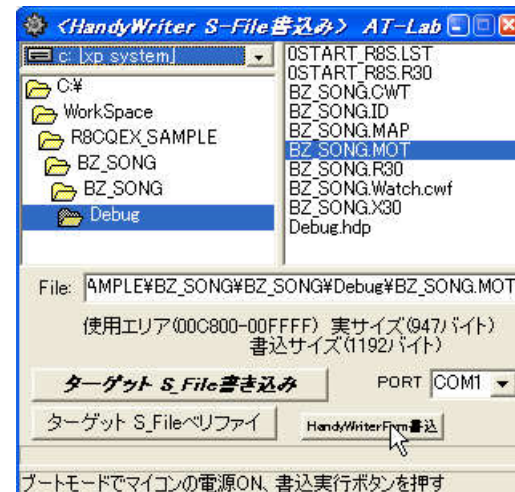 <HandyWriter S-File書込み> AT-Lab
c: [xp system]
C:¥
WorkSpace
R8CQEX_SAMPLE
BZ_SONG
BZ_SONG
Debug
0START_R8S.LST
0START_R8S.R30
BZ_SONG.CWT
BZ_SONG.ID
BZ_SONG.MAP
BZ_SONG.MOT
BZ_SONG.R30
BZ_SONG.Watch.cwf
BZ_SONG.X30
Debug.hdp
File: AMPLE¥BZ_SONG¥BZ_SONG¥Debug¥BZ_SONG.MOT
使用エリア(00C800-00FFFF) 実サイズ(947バイト)
書込サイズ(1192バイト)
ターゲット S_File書き込み PORT COM1
ターゲット S_Fileベリファイ HandyWriterFirm書込
ブートモードでマイコンの電源ON、書込実行ボタンを押す